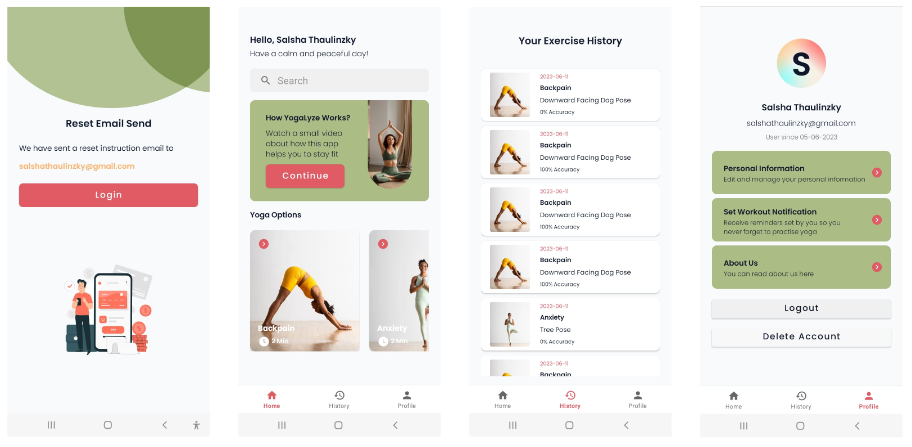 Reset Email Send
We have sent a reset instruction email to
salshathaulinzky@gmail.com
Login
Hello, Salsha Thaulinzky
Have a calm and peaceful day!
Search
How YogaLyze Works?
Watch a small video
about how this app
helps you to stay fit
Continue
Yoga Options
Backpain
2 Min
Anxiety
2 Min
Home
History
Profile
Your Exercise History
2023-06-11
Backpain
Downward Facing Dog Pose
0% Accuracy
2023-06-11
Backpain
Downward Facing Dog Pose
100% Accuracy
2023-06-11
Backpain
Downward Facing Dog Pose
100% Accuracy
2023-06-11
Backpain
Downward Facing Dog Pose
100% Accuracy
2023-06-11
Anxiety
Tree Pose
0% Accuracy
2023-06-11
Backpain
Home
History
Profile
S
Salsha Thaulinzky
salshathaulinzky@gmail.com
User since 05-06-2023
Personal Information
Edit and manage your personal information
Set Workout Notification
Receive reminders set by you so you
never forget to practise yoga
About Us
You can read about us here
Logout
Delete Account
Home
History
Profile